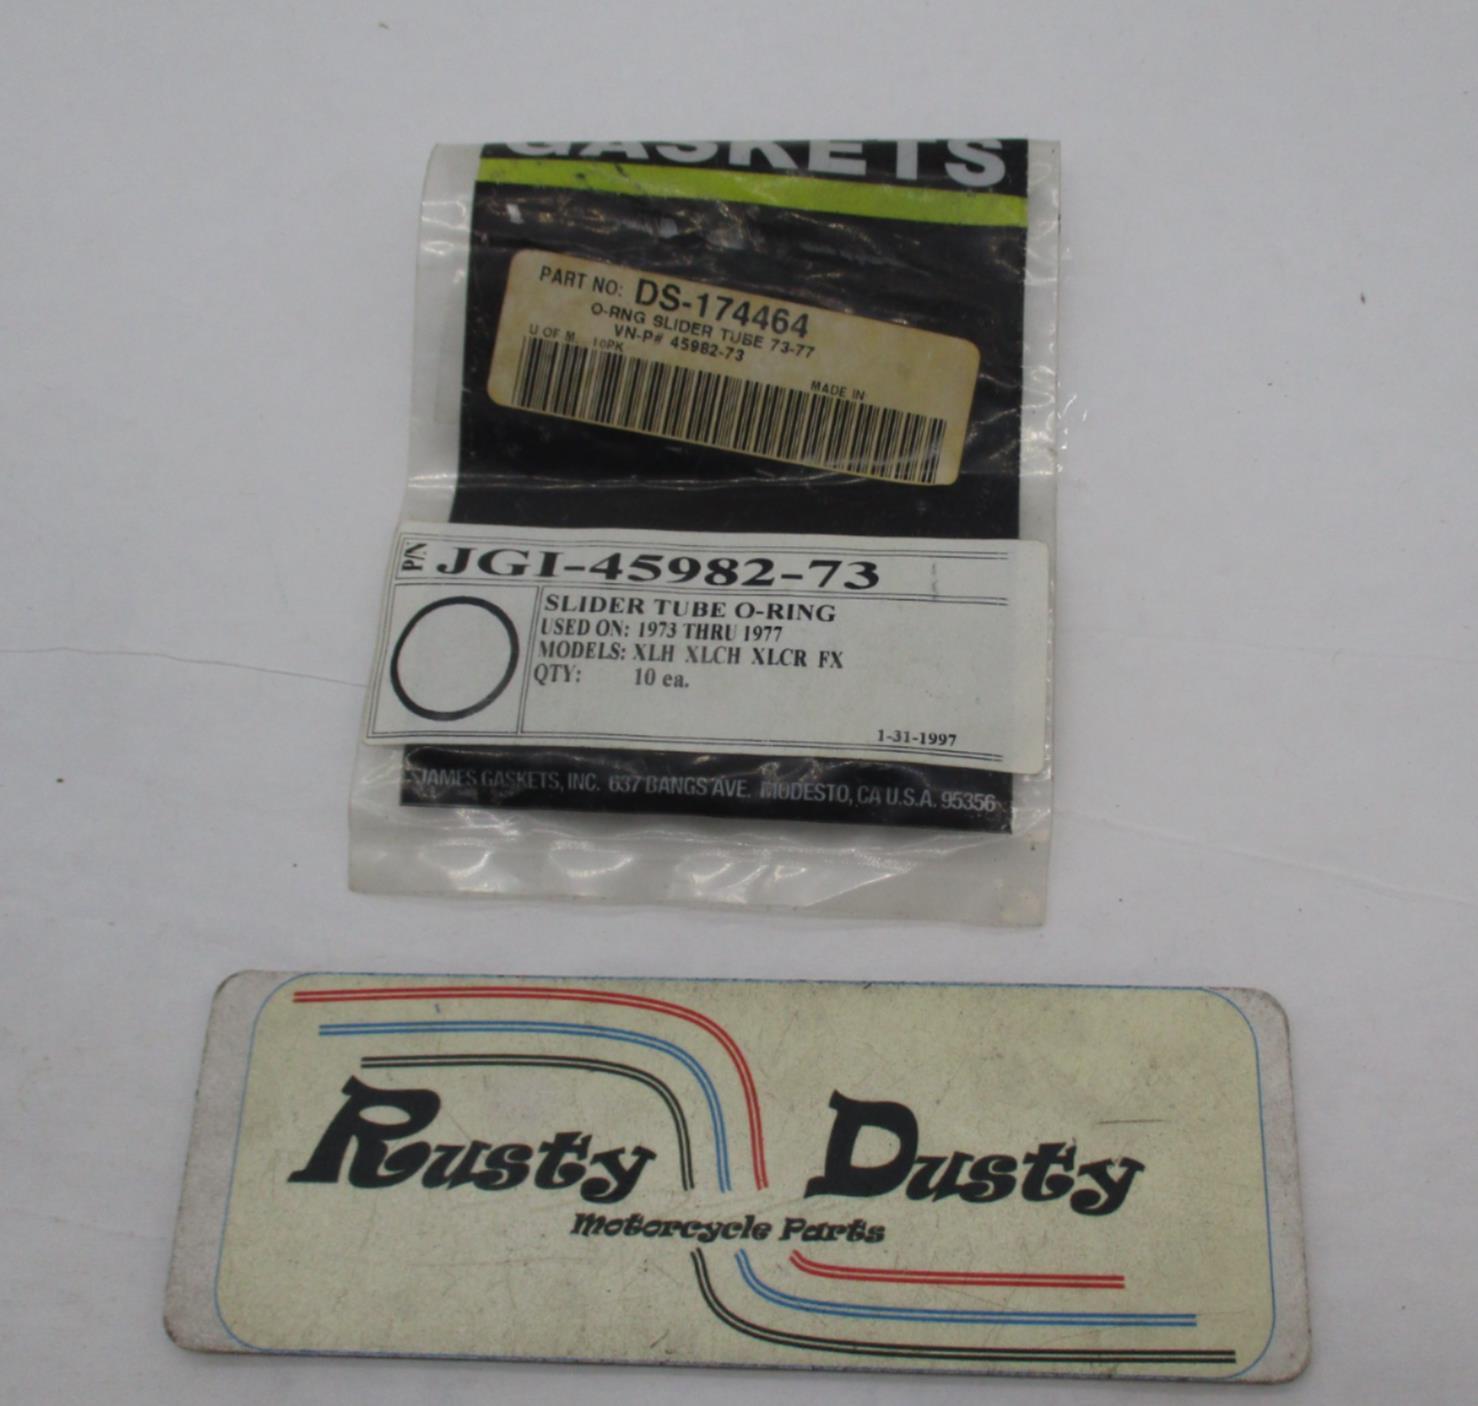 GASKETS
PART NO: DS-174464
O-RNG SLIDER TUBE 73-77
VN-P# 45982-73
U OF M. 10PK
MADE IN
P/N JGI-45982-73
SLIDER TUBE O-RING
USED ON: 1973 THRU 1977
MODELS: XLH XLCH XLCR FX
QTY: 10 ea.
1-31-1997
JAMES GASKETS, INC. 637 BANGS AVE. MODESTO, CA U.S.A. 95356
Rusty Dusty
Motorcycle Parts